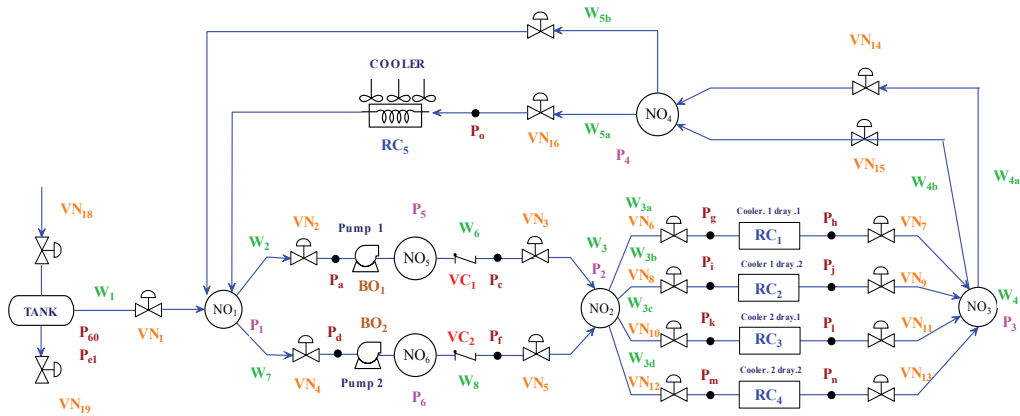 W5b
VN14
COOLER
NO4
Po
W5a
RC5
VN16
P4
VN15
W4b
W4a
VN18
W3a
P5
VN6
Pg
Cooler. 1 dray .1
Ph
VN2
W6
VN3
VN7
W2
Pump 1
W3
RC1
W3b
NO5
P2
VN8
Pi
Cooler 1 dray .2
Pj
Pa
BO1
VC1
Pc
VN9
RC2
W1
W3c
W4
TANK
NO1
NO2
NO3
P60
VN1
P1
Pd
BO2
VC2
Pf
VN10
Pk
Cooler 2 dray.1
Pl
VN11
P3
Pe1
RC3
NO6
W3d
W7
VN4
Pump 2
W8
VN5
VN12
Pm
Cooler. 2 dray.2
Pn
VN13
P6
RC4
VN19